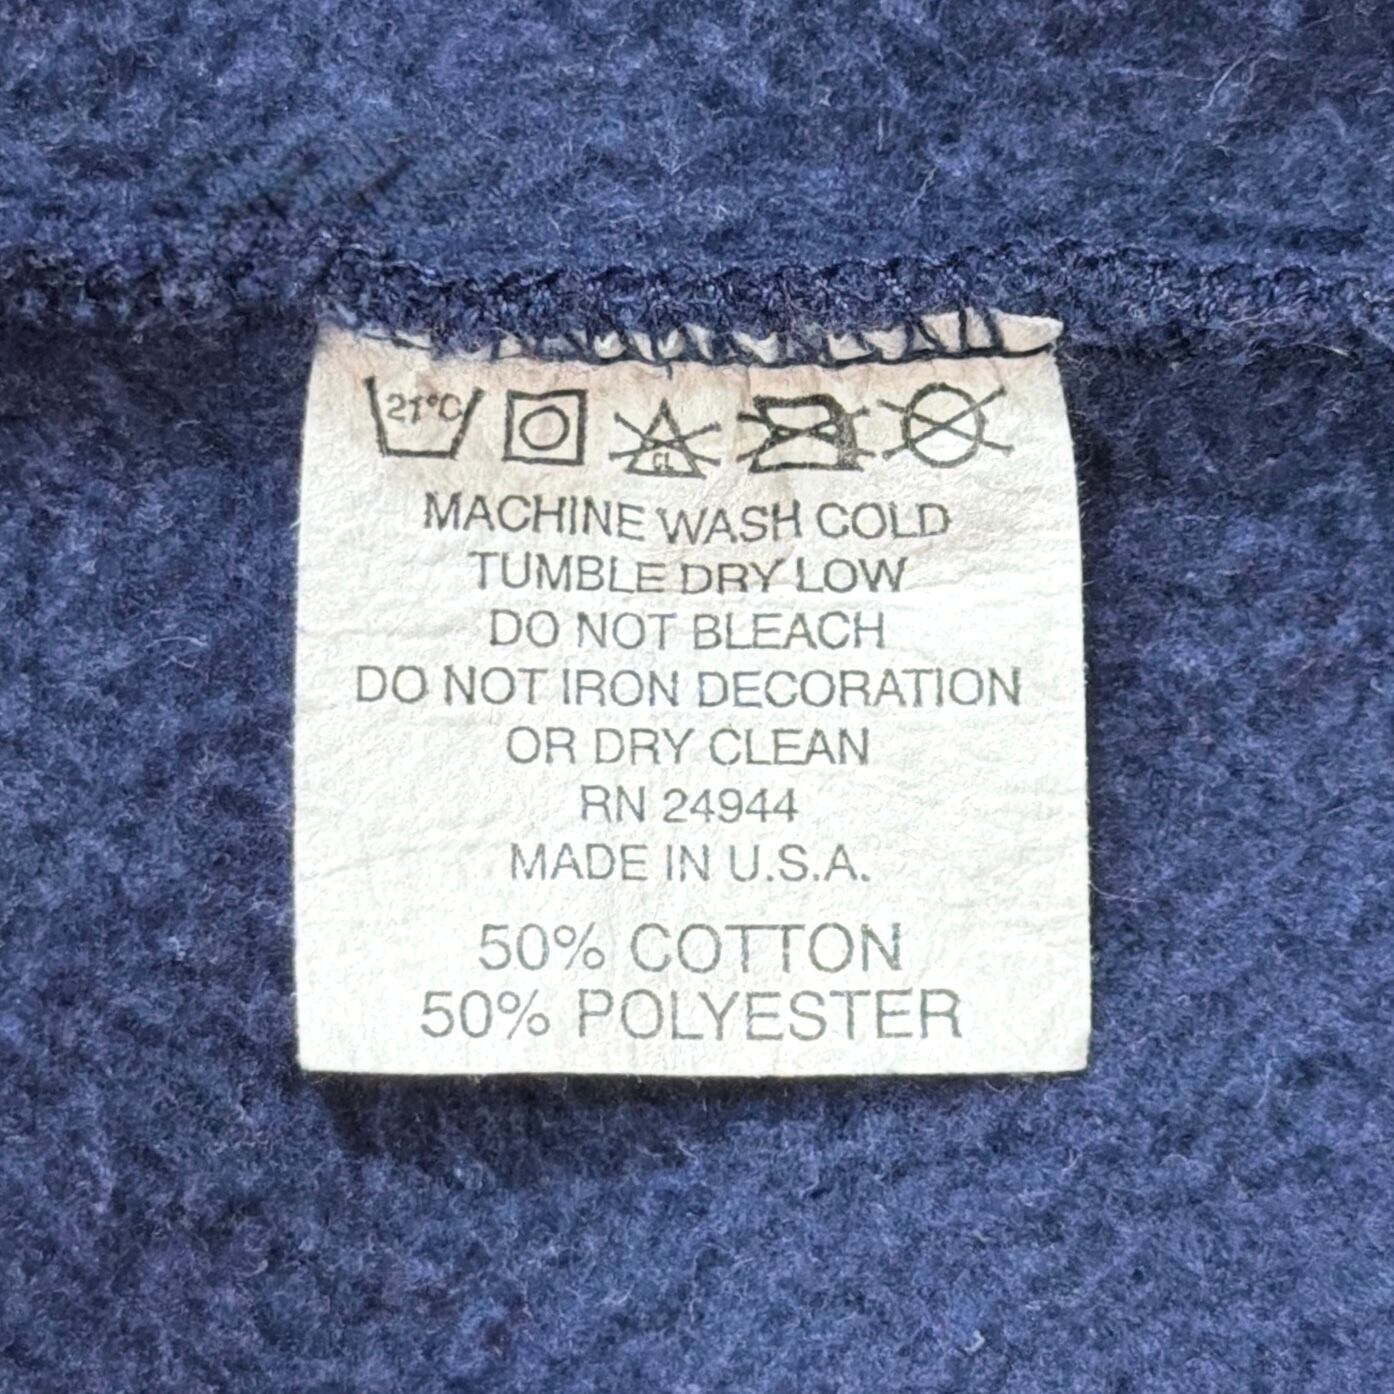 21°C
CL
MACHINE WASH COLD
TUMBLE DRY LOW
DO NOT BLEACH
DO NOT IRON DECORATION
OR DRY CLEAN
RN 24944
MADE IN U.S.A.
50% COTTON
50% POLYESTER